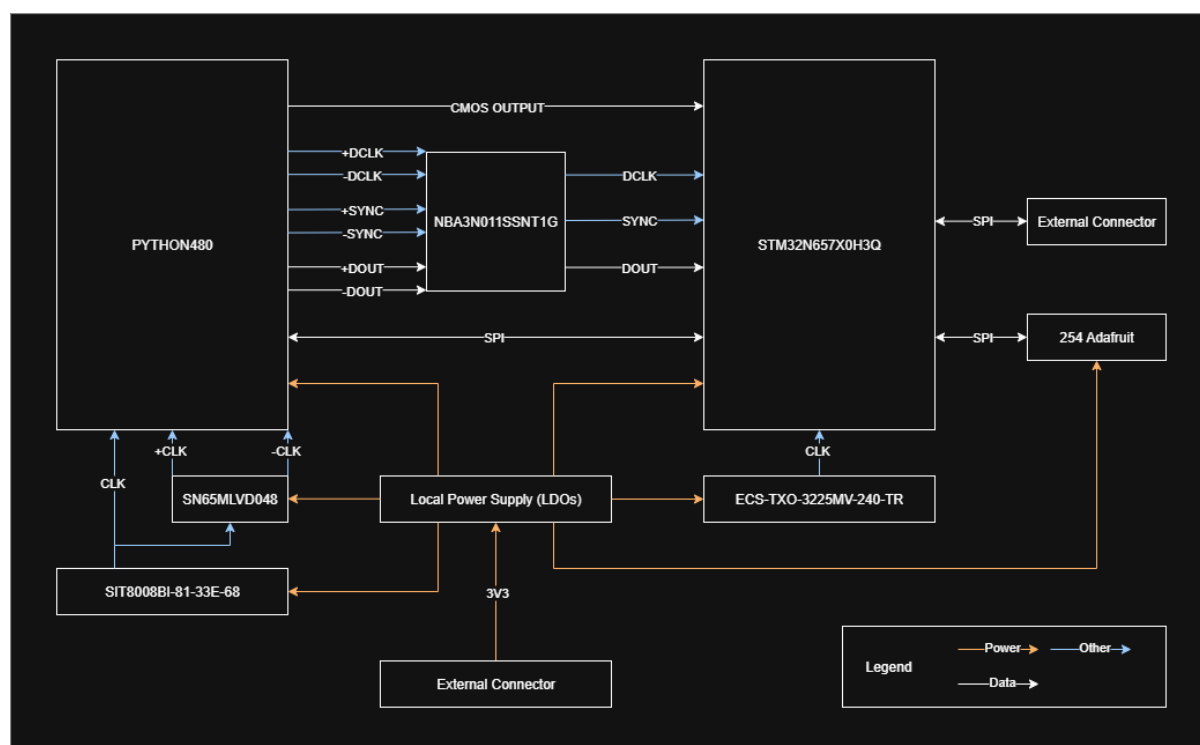 CMOS OUTPUT
+DCLK
-DCLK
+SYNC
-SYNC
+DOUT
-DOUT
NBA3N011SSNT1G
DCLK
SYNC
DOUT
PYTHON480
STM32N657X0H3Q
SPI
External Connector
SPI
SPI
254 Adafruit
CLK
+CLK
-CLK
CLK
SN65MLVD048
Local Power Supply (LDOs)
ECS-TXO-3225MV-240-TR
SIT8008BI-81-33E-68
3V3
External Connector
Legend
Power
Other
Data